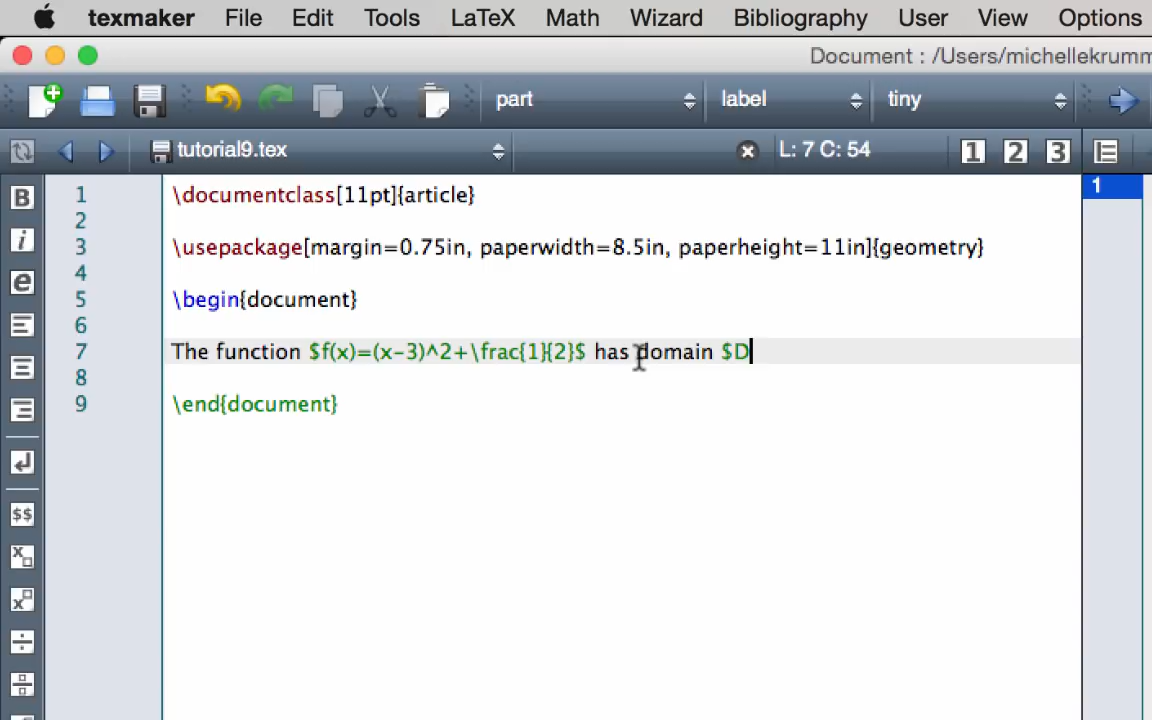 texmaker File Edit Tools LaTeX Math Wizard Bibliography User View Options
Document : /Users/michellekrumm
part label tiny
tutorial9.tex L: 7 C: 54 1 2 3
1
B 1 \documentclass[11pt]{article}
i 2
3 \usepackage[margin=0.75in, paperwidth=8.5in, paperheight=11in]{geometry}
e 4
5 \begin{document}
6
7 The function $f(x)=(x-3)^2+\frac{1}{2}$ has domain $D
8
9 \end{document}
$$